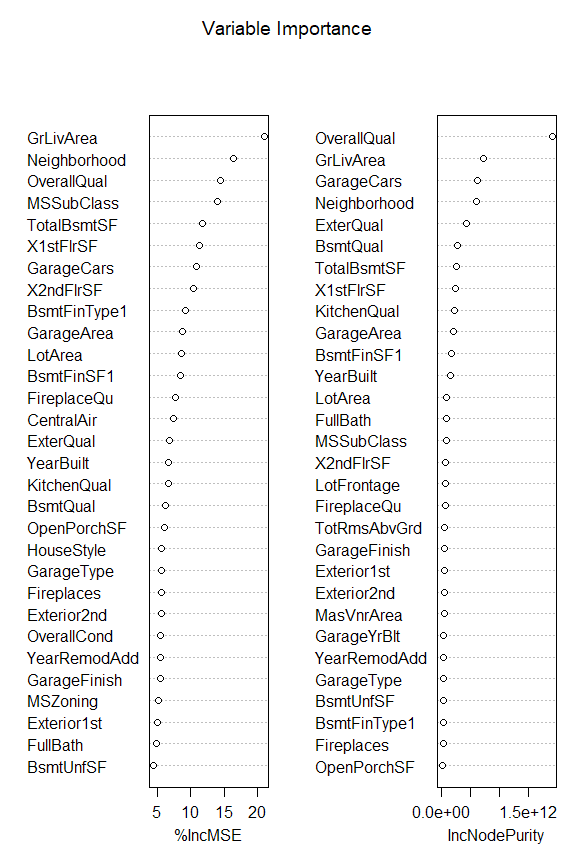 Variable Importance
GrLivArea
Neighborhood
OverallQual
MSSubClass
TotalBsmtSF
X1stFlrSF
GarageCars
X2ndFlrSF
BsmtFinType1
GarageArea
LotArea
BsmtFinSF1
FireplaceQu
CentralAir
ExterQual
YearBuilt
KitchenQual
BsmtQual
OpenPorchSF
HouseStyle
GarageType
Fireplaces
Exterior2nd
OverallCond
YearRemodAdd
GarageFinish
MSZoning
Exterior1st
FullBath
BsmtUnfSF
5 10 15 20
%IncMSE
OverallQual
GrLivArea
GarageCars
Neighborhood
ExterQual
BsmtQual
TotalBsmtSF
X1stFlrSF
KitchenQual
GarageArea
BsmtFinSF1
YearBuilt
LotArea
FullBath
MSSubClass
X2ndFlrSF
LotFrontage
FireplaceQu
TotRmsAbvGrd
GarageFinish
Exterior1st
Exterior2nd
MasVnrArea
GarageYrBlt
YearRemodAdd
GarageType
BsmtUnfSF
BsmtFinType1
Fireplaces
OpenPorchSF
0.0e+00 1.5e+12
IncNodePurity